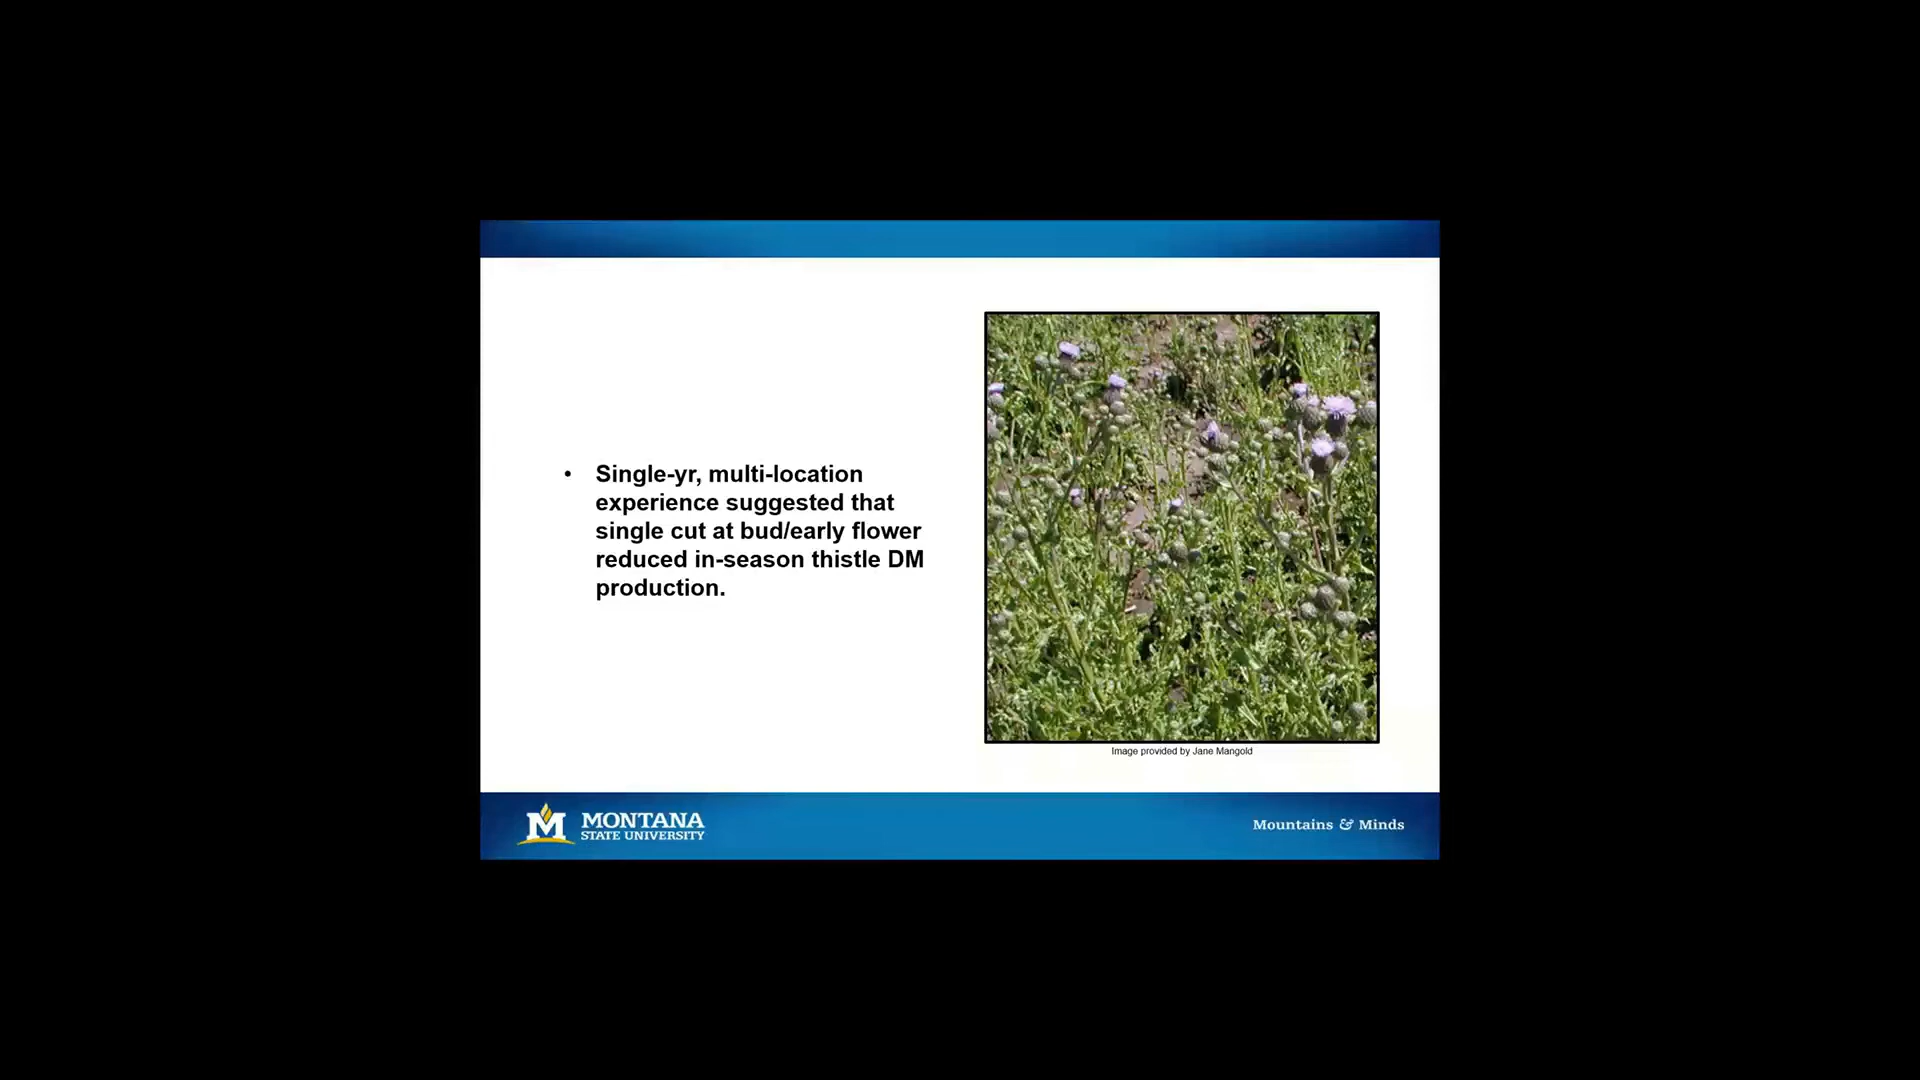 • Single-yr, multi-location
experience suggested that
single cut at bud/early flower
reduced in-season thistle DM
production.
Image provided by Jane Mangold
M MONTANA
STATE UNIVERSITY
Mountains & Minds